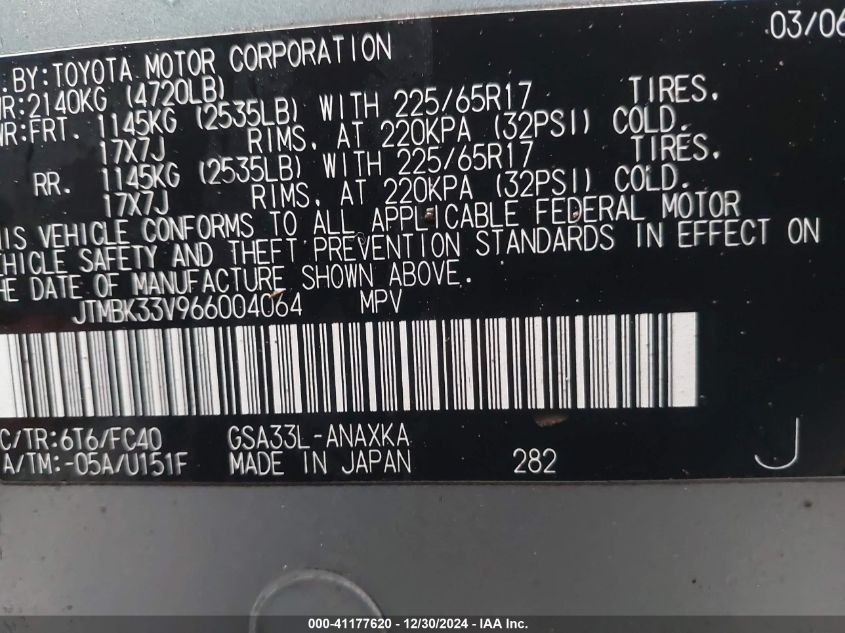 03/06
. BY: TOYOTA MOTOR CORPORATION
R: 2140KG (4720LB)
WR: FRT. 1145KG (2535LB) WITH 225/65R17 TIRES.
17X7J RIMS, AT 220KPA (32PSI) COLD.
RR. 1145KG (2535LB) WITH 225/65R17 TIRES.
17X7J RIMS, AT 220KPA (32PSI) COLD.
IS VEHICLE CONFORMS TO ALL APPLICABLE FEDERAL MOTOR
EHICLE SAFETY AND THEFT PREVENTION STANDARDS IN EFFECT ON
HE DATE OF MANUFACTURE SHOWN ABOVE.
JTMBK33V966004064 MPV
C/TR: 6T6/FC40 GSA33L-ANAXKA
A/TM: -05A/U151F MADE IN JAPAN 282 J
000-41177620 - 12/30/2024 - IAA Inc.